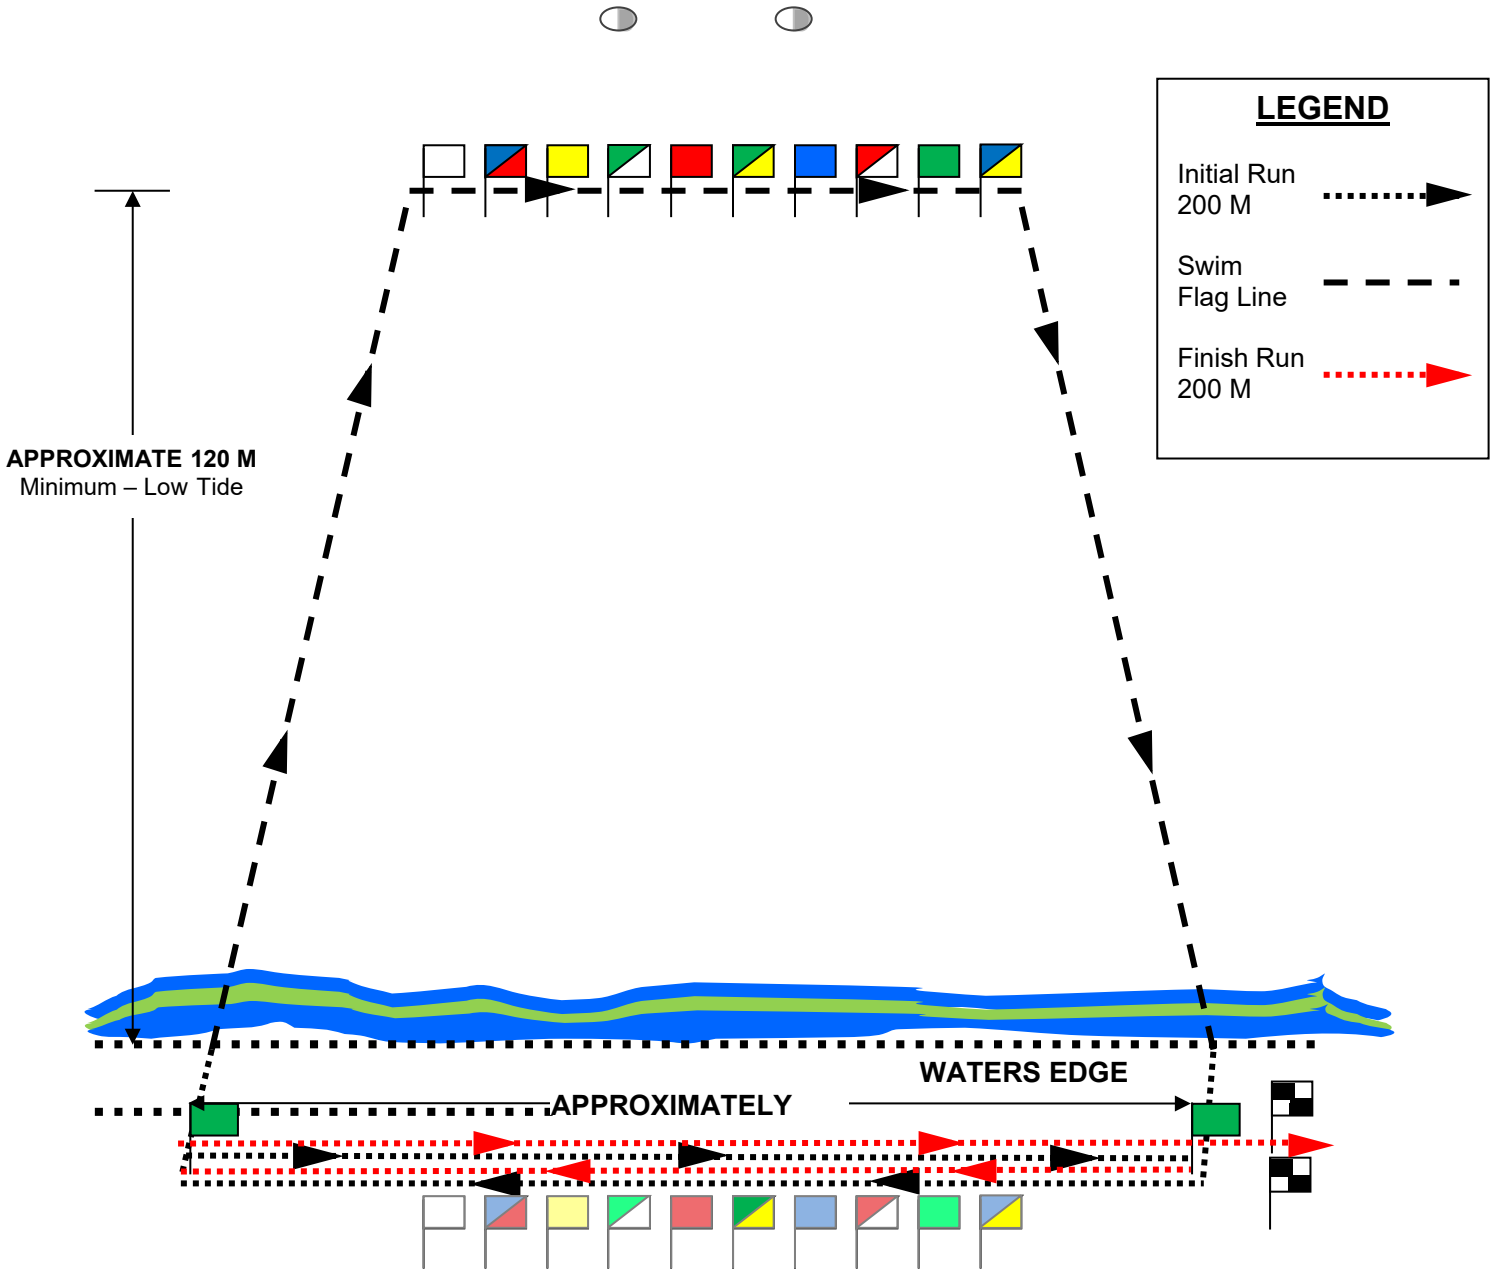 LEGEND
Initial Run
200 M
Swim
Flag Line
Finish Run
200 M
APPROXIMATE 120 M
Minimum – Low Tide
WATERS EDGE
APPROXIMATELY